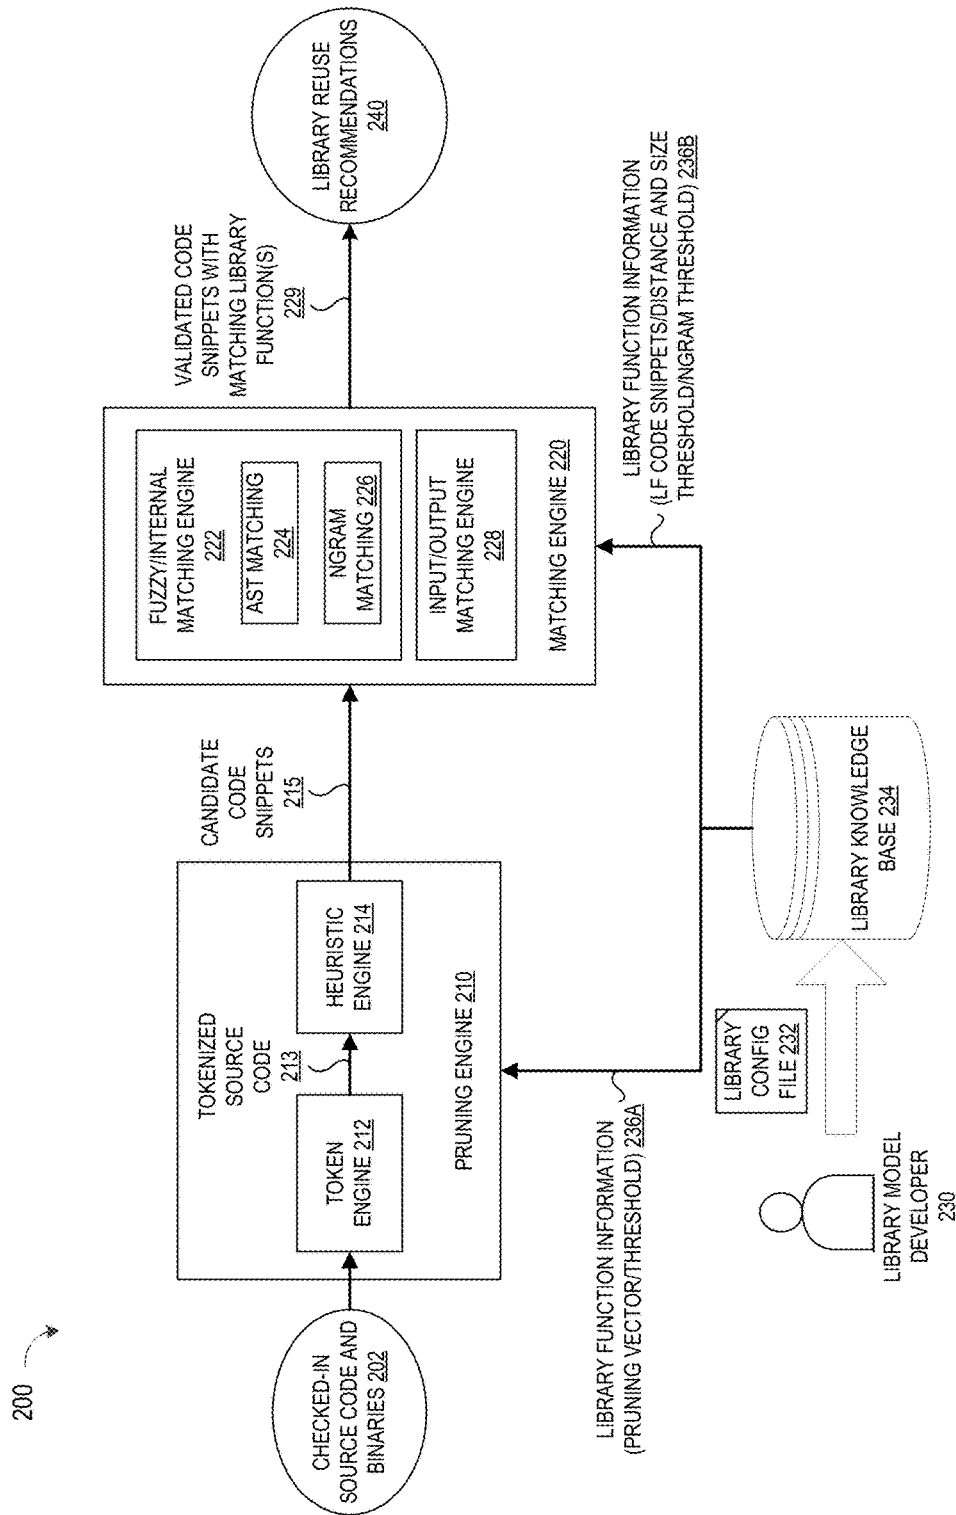 200
CHECKED-IN
SOURCE CODE AND
BINARIES 202
TOKENIZED
SOURCE
CODE
213
TOKEN
ENGINE 212
HEURISTIC
ENGINE 214
PRUNING ENGINE 210
CANDIDATE
CODE
SNIPPETS
215
FUZZY/INTERNAL
MATCHING ENGINE
222
AST MATCHING
224
NGRAM
MATCHING 226
INPUT/OUTPUT
MATCHING ENGINE
228
MATCHING ENGINE 220
VALIDATED CODE
SNIPPETS WITH
MATCHING LIBRARY
FUNCTION(S)
229
LIBRARY REUSE
RECOMMENDATIONS
240
LIBRARY FUNCTION INFORMATION
(PRUNING VECTOR/THRESHOLD) 236A
LIBRARY FUNCTION INFORMATION
(LF CODE SNIPPETS/DISTANCE AND SIZE
THRESHOLD/NGRAM THRESHOLD) 236B
LIBRARY MODEL
DEVELOPER
230
LIBRARY
CONFIG
FILE 232
LIBRARY KNOWLEDGE
BASE 234